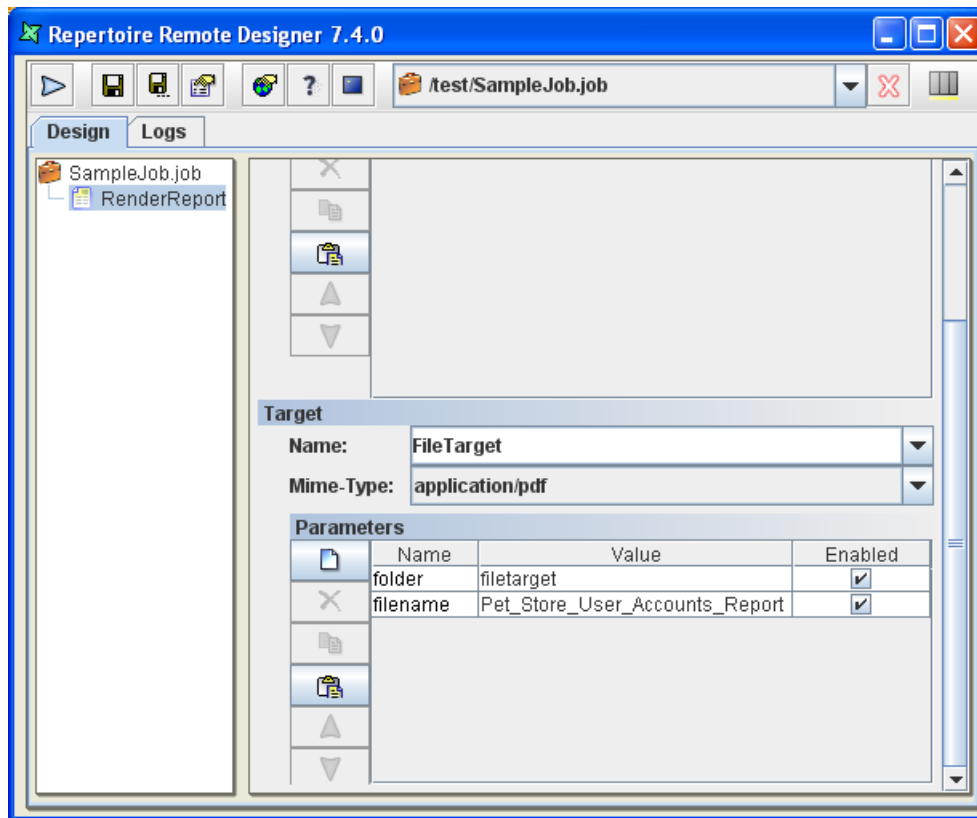 Repertoire Remote Designer 7.4.0
? /test/SampleJob.job
Design Logs
SampleJob.job
RenderReport
Target
Name: FileTarget
Mime-Type: application/pdf
Parameters
Name Value Enabled
folder filetarget
filename Pet_Store_User_Accounts_Report